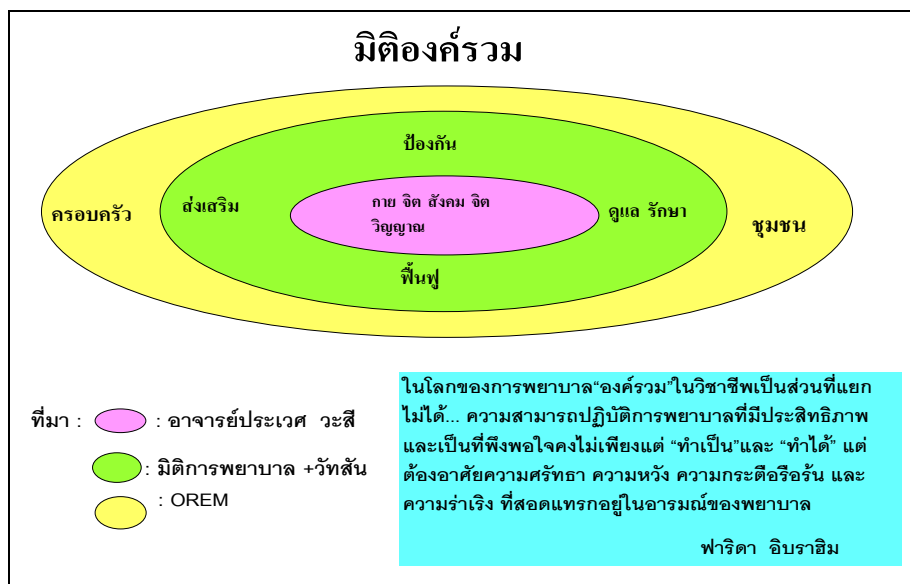 มิติองค์รวม
ป้องกัน
ส่งเสริม
กาย จิต สังคม จิต
วิญญาณ
ดูแล รักษา
ครอบครัว
ชุมชน
ฟื้นฟู
ที่มา : : อาจารย์ประเวศ วะสี
: มิติการพยาบาล +วัทสัน
: OREM
ในโลกของการพยาบาล“องค์รวม”ในวิชาชีพเป็นส่วนที่แยก
ไม่ได้... ความสามารถปฏิบัติการพยาบาลที่มีประสิทธิภาพ
และเป็นที่พึงพอใจคงไม่เพียงแต่ “ทำเป็น”และ “ทำได้” แต่
ต้องอาศัยความศรัทธา ความหวัง ความกระตือรือร้น และ
ความร่าเริง ที่สอดแทรกอยู่ในอารมณ์ของพยาบาล
ฟาริดา อิบราฮิม